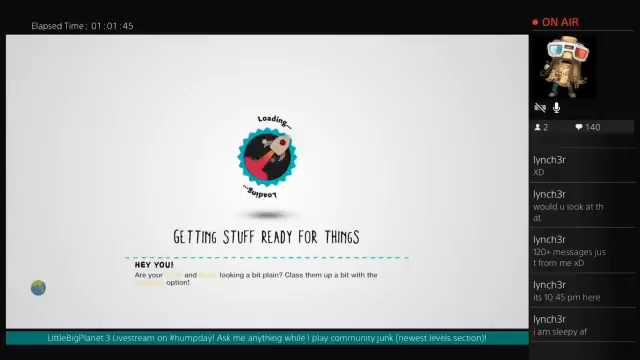 Elapsed Time : 01:01:45
ON AIR
Loading...
Loading...
2
140
GETTING STUFF READY FOR THINGS
HEY YOU!
Are your and looking a bit plain? Class them up a bit with the
option!
lynch3r
XD
lynch3r
would u look at th
at
lynch3r
120+ messages jus
t from me xD
lynch3r
its 10:45 pm here
lynch3r
i am sleepy af
LittleBigPlanet 3 Livestream on #humpday! Ask me anything while I play community junk (newest levels section)!